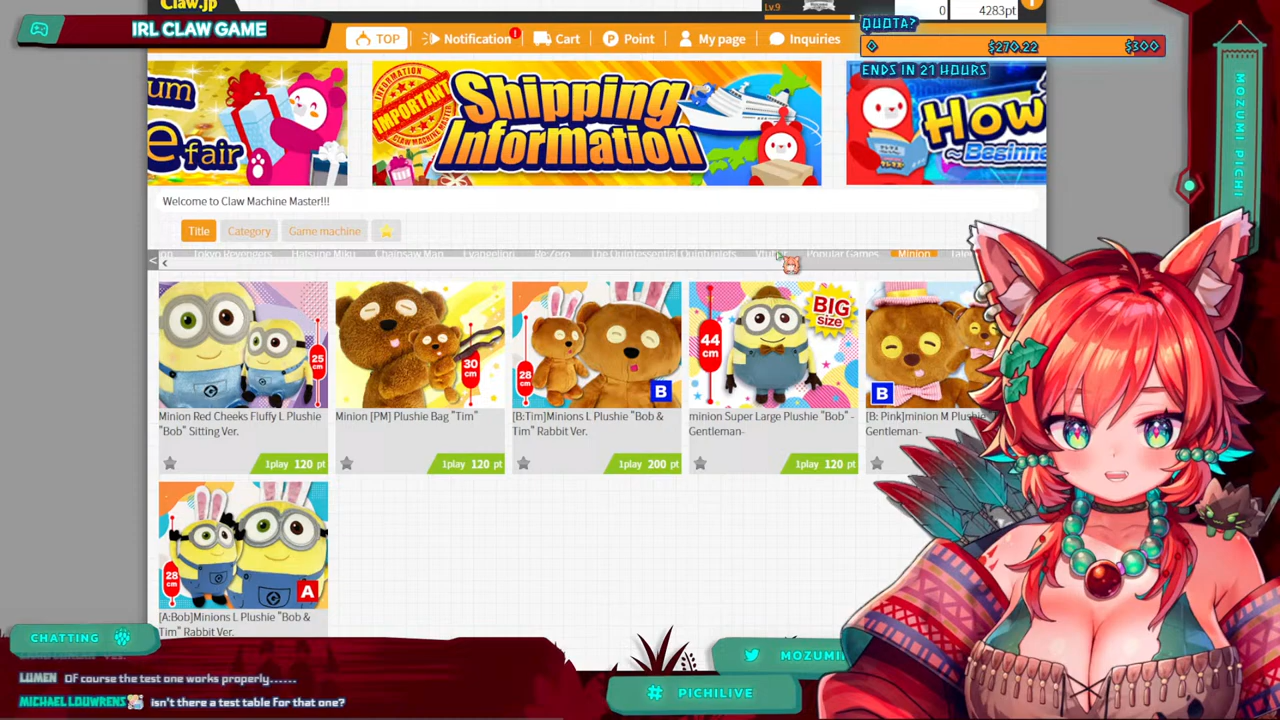 Claw.jp
Lv.9
0
4283pt
IRL CLAW GAME
TOP
Notification
Cart
Point
My page
Inquiries
QUOTA?
$270.22
$300
ENDS IN 21 HOURS
um
e fair
INFORMATION
IMPORTANT
CLAW MACHINE MASTER
Shipping
Information
How
~Beginne
MOZUMI PICHI
Welcome to Claw Machine Master!!!
Title
Category
Game machine
Tokyo Revengers
Hatsune Miku
Chainsaw Man
Evangelion
Re:Zero
The Quintessential Quintuplets
Popular Games
Minion
25
cm
30
cm
28
cm
B
44
cm
BIG
size
B
Minion Red Cheeks Fluffy L Plushie
"Bob" Sitting Ver.
Minion [PM] Plushie Bag "Tim"
[B:Tim]Minions L Plushie "Bob &
Tim" Rabbit Ver.
minion Super Large Plushie "Bob" -
Gentleman-
[B: Pink]minion M Plushie
Gentleman-
1play 120 pt
1play 120 pt
1play 200 pt
1play 120 pt
28
cm
A
[A:Bob]Minions L Plushie "Bob &
Tim" Rabbit Ver.
CHATTING
LUMEN Of course the test one works properly......
MICHAEL LOUWRENS isn't there a test table for that one?
MOZUMI
# PICHILIVE